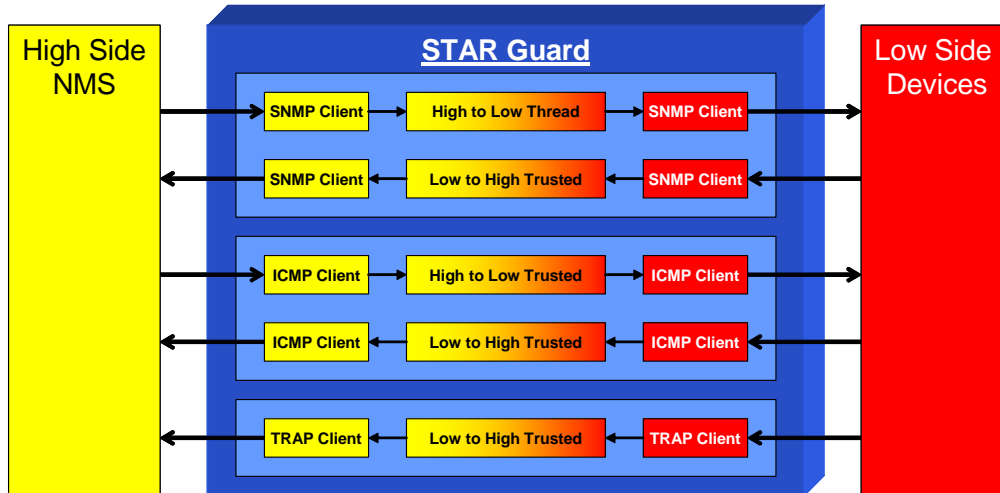 High Side
NMS
STAR Guard
Low Side
Devices
SNMP Client
High to Low Thread
SNMP Client
SNMP Client
Low to High Trusted
SNMP Client
ICMP Client
High to Low Trusted
ICMP Client
ICMP Client
Low to High Trusted
ICMP Client
TRAP Client
Low to High Trusted
TRAP Client